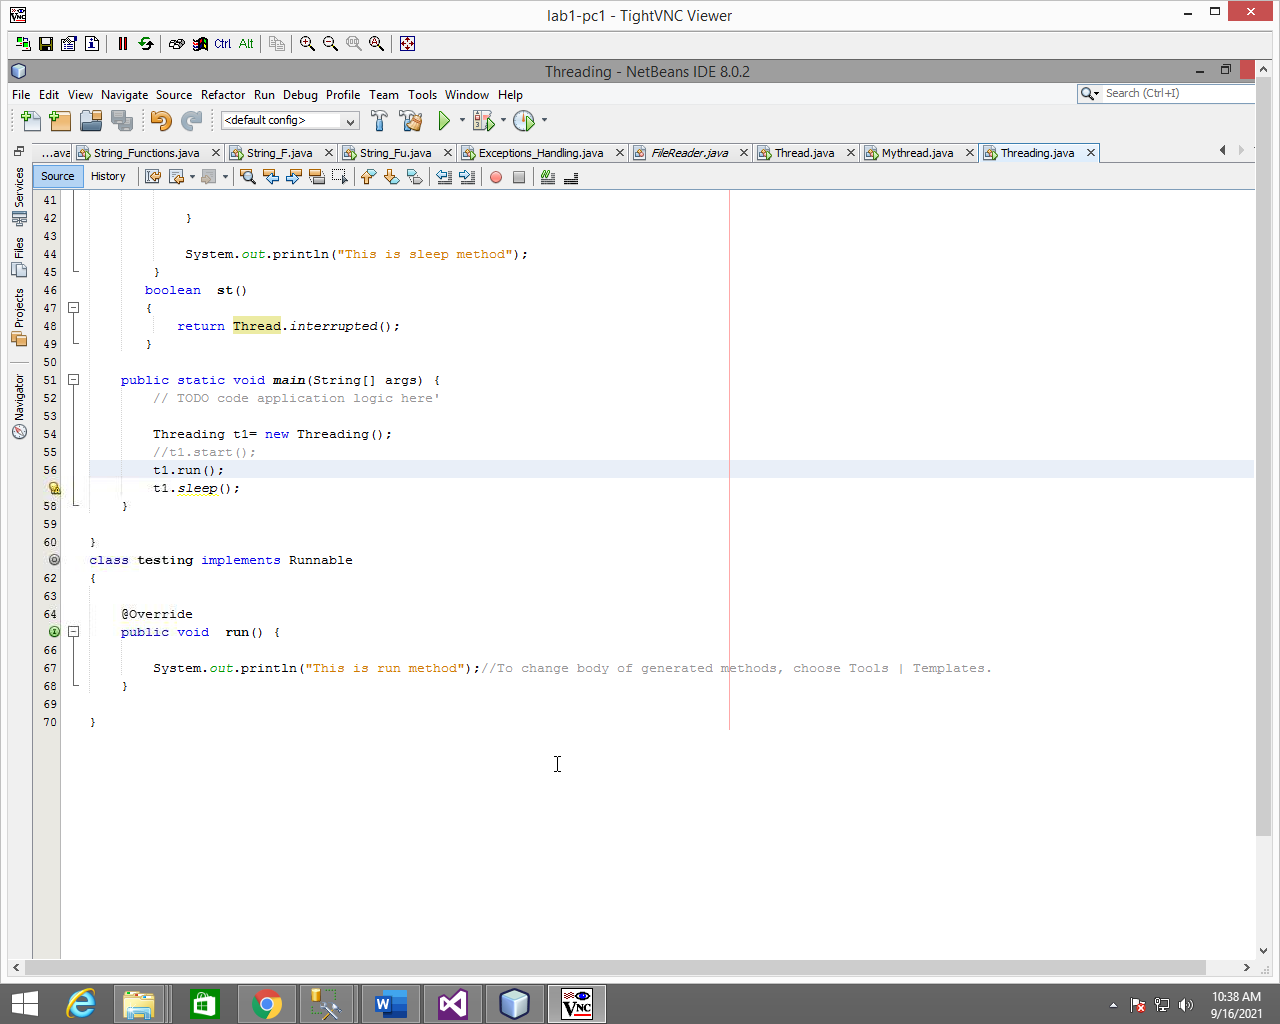 lab1-pc1 - TightVNC Viewer
Ctrl Alt
Threading - NetBeans IDE 8.0.2
File Edit View Navigate Source Refactor Run Debug Profile Team Tools Window Help
Search (Ctrl+I)
<default config>
...ava String_Functions.java String_F.java String_Fu.java Exceptions_Handling.java FileReader.java Thread.java Mythread.java Threading.java
Source History
Services
Files
Projects
Navigator
41
42 }
43
44 System.out.println("This is sleep method");
45 }
46 boolean  st()
47 {
48 return Thread.interrupted();
49 }
50
51 public static void main(String[] args) {
52 // TODO code application logic here'
53
54 Threading t1= new Threading();
55 //t1.start();
56 t1.run();
t1.sleep();
58 }
59
60 }
class testing implements Runnable
62 {
63
64 @Override
public void  run() {
66
67 System.out.println("This is run method");//To change body of generated methods, choose Tools | Templates.
68 }
69
70 }
VNC
10:38 AM
9/16/2021